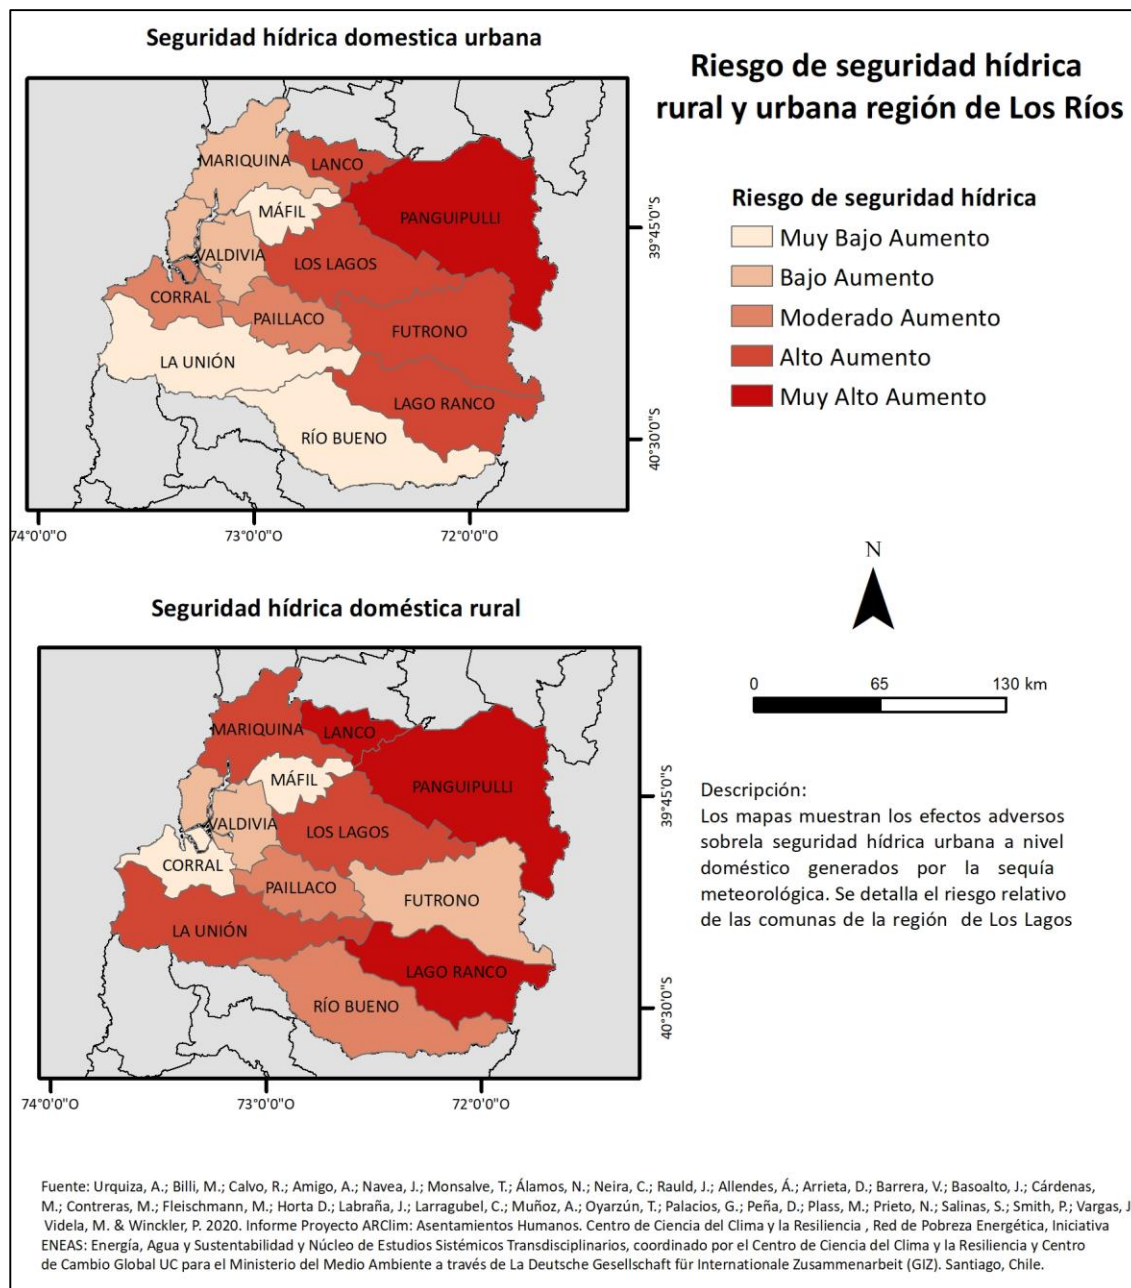 Seguridad hídrica domestica urbana
Riesgo de seguridad hídrica
rural y urbana región de Los Ríos
MARIQUINA
LANCO
PANGUIPULLI
MÁFIL
VALDIVIA
LOS LAGOS
CORRAL
PAILLACO
FUTRONO
LA UNIÓN
LAGO RANCO
RÍO BUENO
39°45'0"S
40°30'0"S
74°0'0"O
73°0'0"O
72°0'0"O
Riesgo de seguridad hídrica
Muy Bajo Aumento
Bajo Aumento
Moderado Aumento
Alto Aumento
Muy Alto Aumento
N
0 65 130 km
Seguridad hídrica doméstica rural
MARIQUINA
LANCO
PANGUIPULLI
MÁFIL
VALDIVIA
LOS LAGOS
CORRAL
PAILLACO
FUTRONO
LA UNIÓN
LAGO RANCO
RÍO BUENO
39°45'0"S
40°30'0"S
74°0'0"O
73°0'0"O
72°0'0"O
Descripción:
Los mapas muestran los efectos adversos
sobrela seguridad hídrica urbana a nivel
doméstico generados por la sequía
meteorológica. Se detalla el riesgo relativo
de las comunas de la región de Los Lagos
Fuente: Urquiza, A.; Billi, M.; Calvo, R.; Amigo, A.; Navea, J.; Monsalve, T.; Álamos, N.; Neira, C.; Rauld, J.; Allendes, Á.; Arrieta, D.; Barrera, V.; Basoalto, J.; Cárdenas,
M.; Contreras, M.; Fleischmann, M.; Horta D.; Labraña, J.; Larragubel, C.; Muñoz, A.; Oyarzún, T.; Palacios, G.; Peña, D.; Plass, M.; Prieto, N.; Salinas, S.; Smith, P.; Vargas, J
Videla, M. & Winckler, P. 2020. Informe Proyecto ARClim: Asentamientos Humanos. Centro de Ciencia del Clima y la Resiliencia , Red de Pobreza Energética, Iniciativa
ENEAS: Energía, Agua y Sustentabilidad y Núcleo de Estudios Sistémicos Transdisciplinarios, coordinado por el Centro de Ciencia del Clima y la Resiliencia y Centro
de Cambio Global UC para el Ministerio del Medio Ambiente a través de La Deutsche Gesellschaft für Internationale Zusammenarbeit (GIZ). Santiago, Chile.